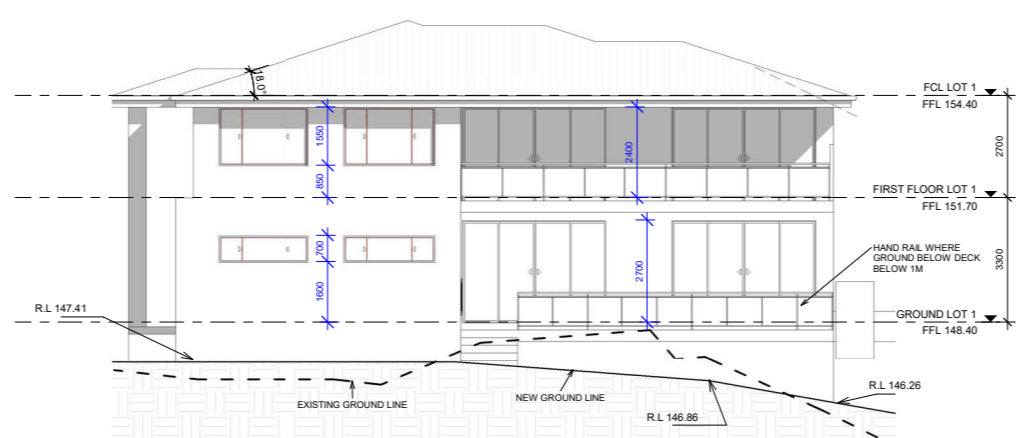 18.0°
FCL LOT 1
FFL 154.40
1550
2400
2700
850
FIRST FLOOR LOT 1
FFL 151.70
700
2700
HAND RAIL WHERE
GROUND BELOW DECK
BELOW 1M
3300
1600
R.L 147.41
GROUND LOT 1
FFL 148.40
EXISTING GROUND LINE
NEW GROUND LINE
R.L 146.26
R.L 146.86